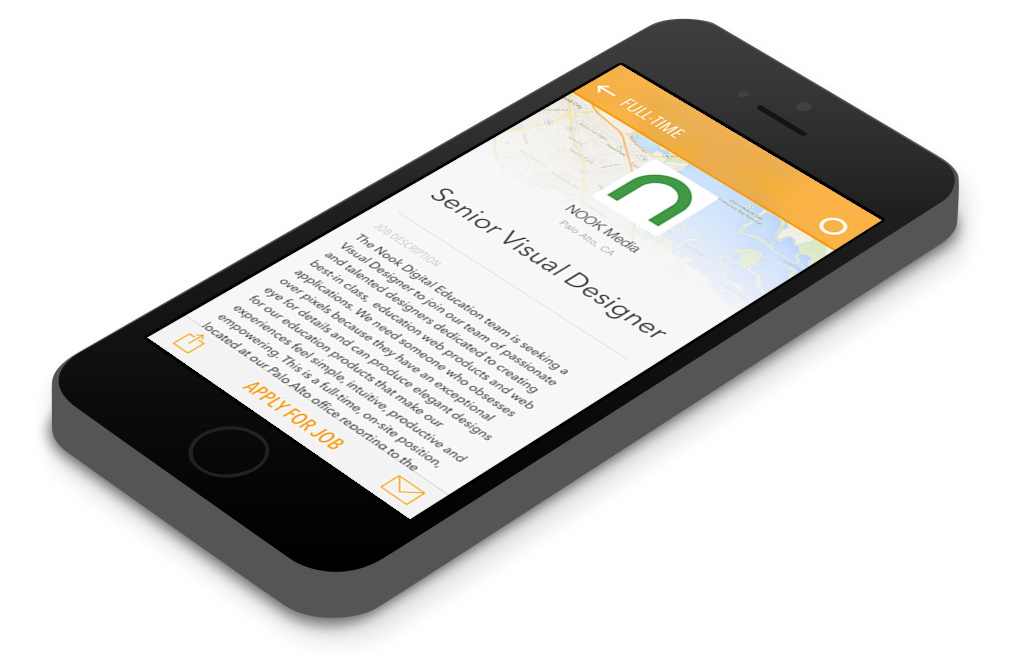 FULL-TIME
NOOK Media
Palo Alto, CA
Senior Visual Designer
JOB DISCRIPTION
The Nook Digital Education team is seeking a
Visual Designer to join our team of passionate
and talented designers dedicated to creating
best-in class, education web products and web
applications. We need someone who obsesses
over pixels because they have an exceptional
eye for details and can produce elegant designs
for our education products that make our
experiences feel simple, intuitive, productive and
empowering. This is a full-time, on-site position,
located at our Palo Alto office reporting to the
APPLY FOR JOB